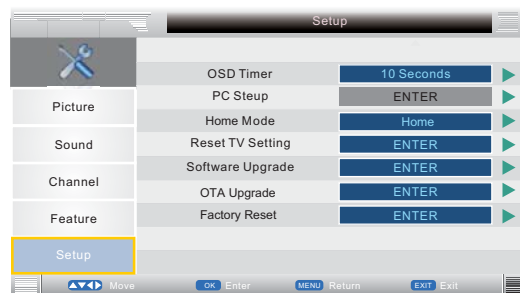 Setup
OSD Timer 10 Seconds
PC Steup ENTER
Picture
Home Mode Home
Sound
Reset TV Setting ENTER
Software Upgrade ENTER
Channel
OTA Upgrade ENTER
Feature
Factory Reset ENTER
Setup
Move OK Enter MENU Return EXIT Exit